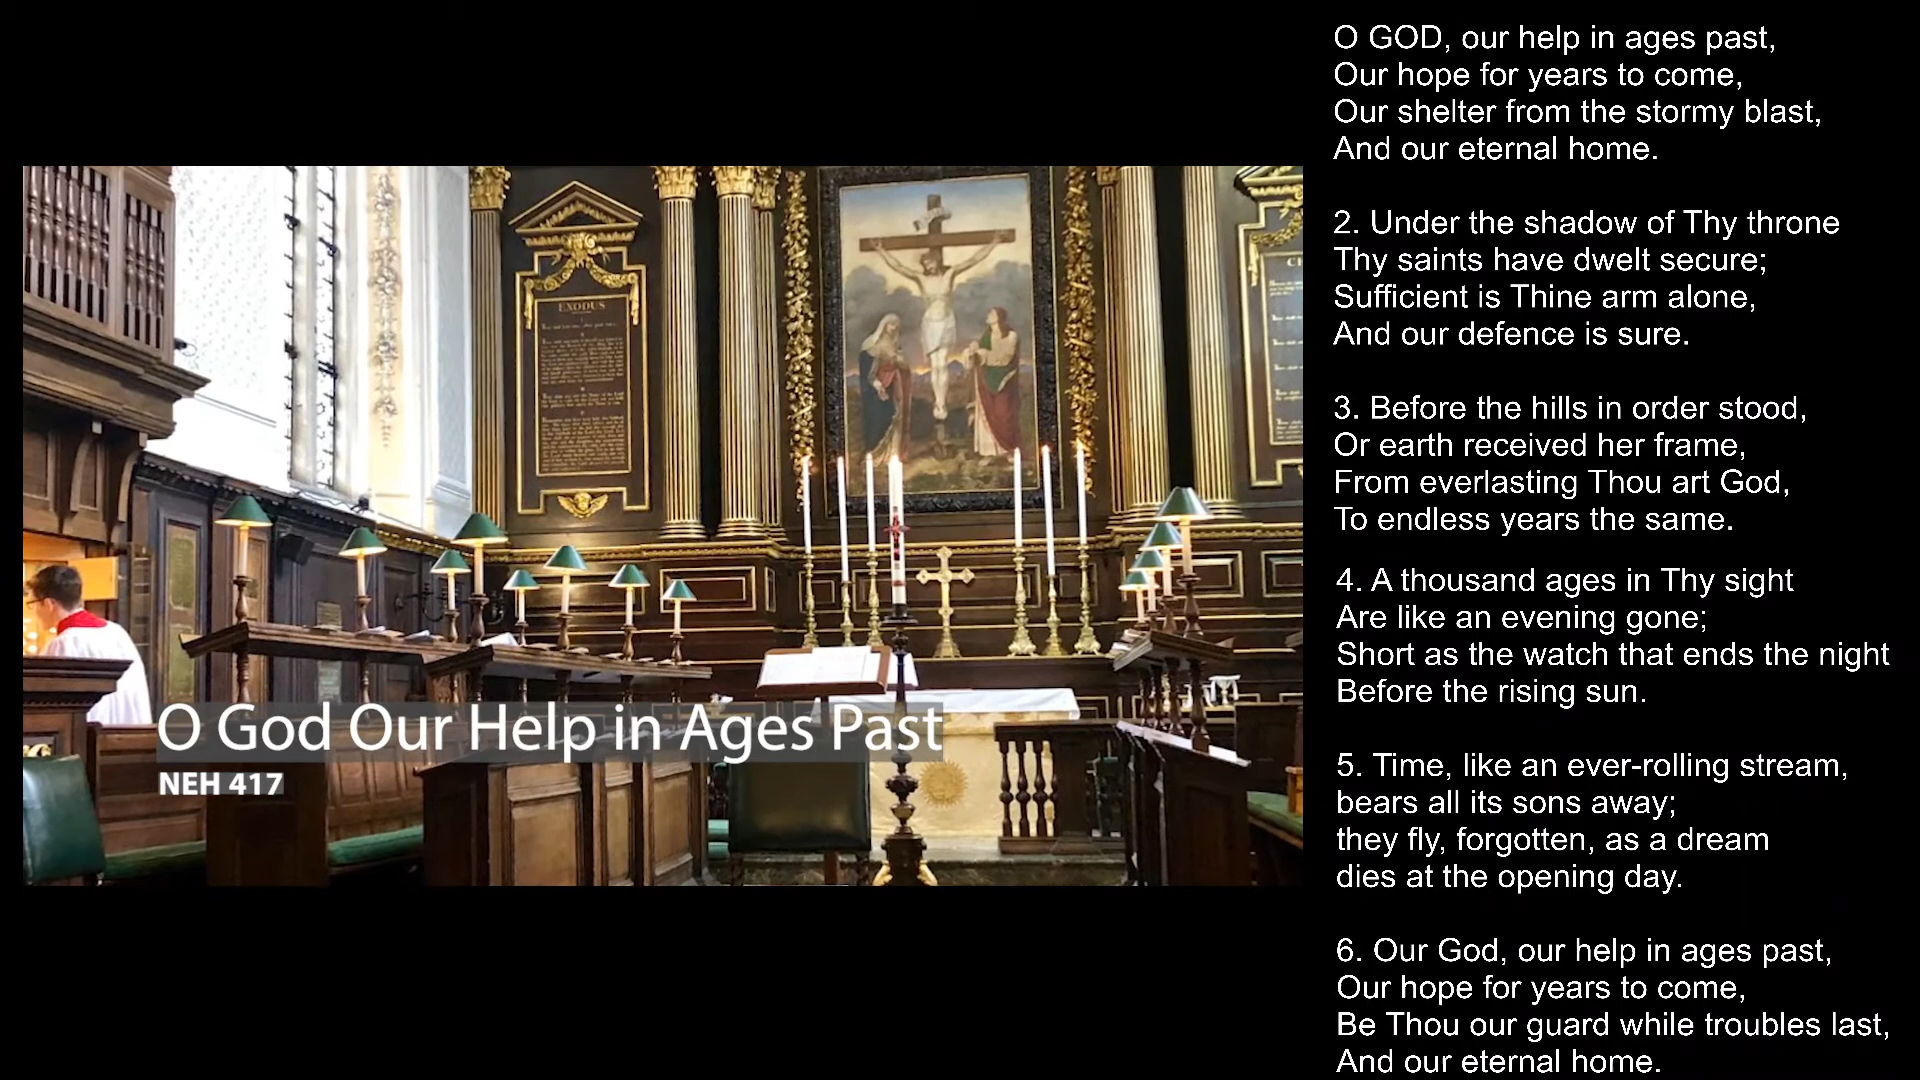 O GOD, our help in ages past,
Our hope for years to come,
Our shelter from the stormy blast,
And our eternal home.
2. Under the shadow of Thy throne
Thy saints have dwelt secure;
Sufficient is Thine arm alone,
And our defence is sure.
3. Before the hills in order stood,
Or earth received her frame,
From everlasting Thou art God,
To endless years the same.
4. A thousand ages in Thy sight
Are like an evening gone;
Short as the watch that ends the night
Before the rising sun.
5. Time, like an ever-rolling stream,
bears all its sons away;
they fly, forgotten, as a dream
dies at the opening day.
6. Our God, our help in ages past,
Our hope for years to come,
Be Thou our guard while troubles last,
And our eternal home.
EXODUS
O God Our Help in Ages Past
NEH 417